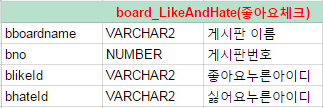 board_LikeAndHate(좋아요체크)
bboardname VARCHAR2 게시판 이름
bno NUMBER 게시판번호
blikeId VARCHAR2 좋아요누른아이디
bhateId VARCHAR2 싫어요누른아이디